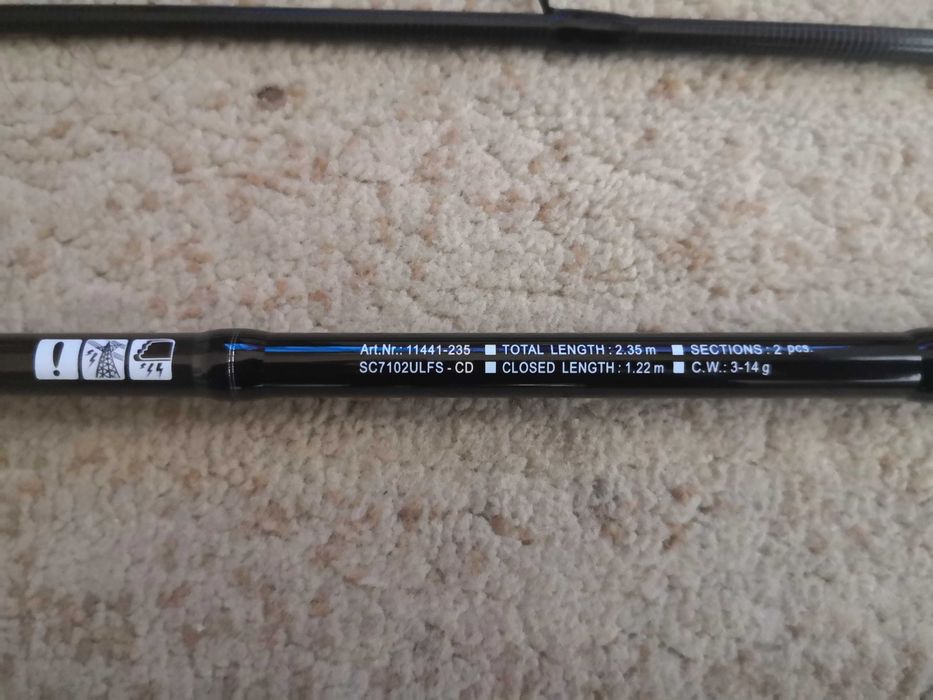 Art.Nr.: 11441-235 ■ TOTAL LENGTH : 2.35 m ■ SECTIONS : 2 pcs.
SC7102ULFS - CD ■ CLOSED LENGTH : 1.22 m ■ C.W.: 3-14 g